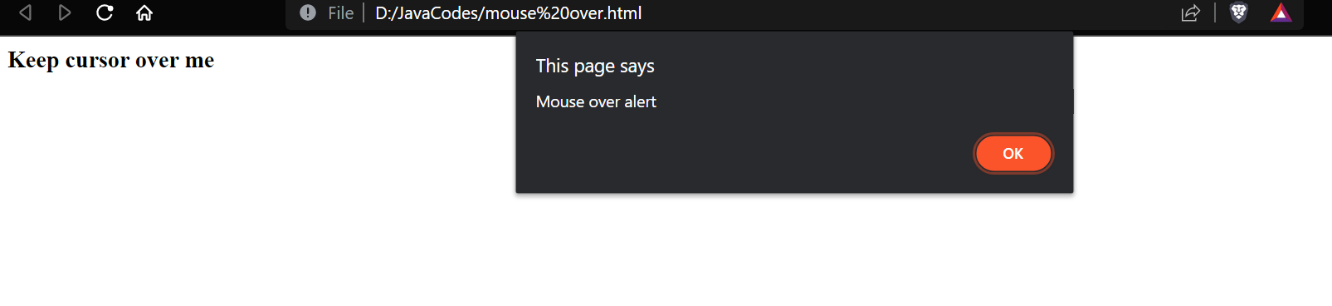 File D:/JavaCodes/mouse%20over.html
Keep cursor over me
This page says
Mouse over alert
OK